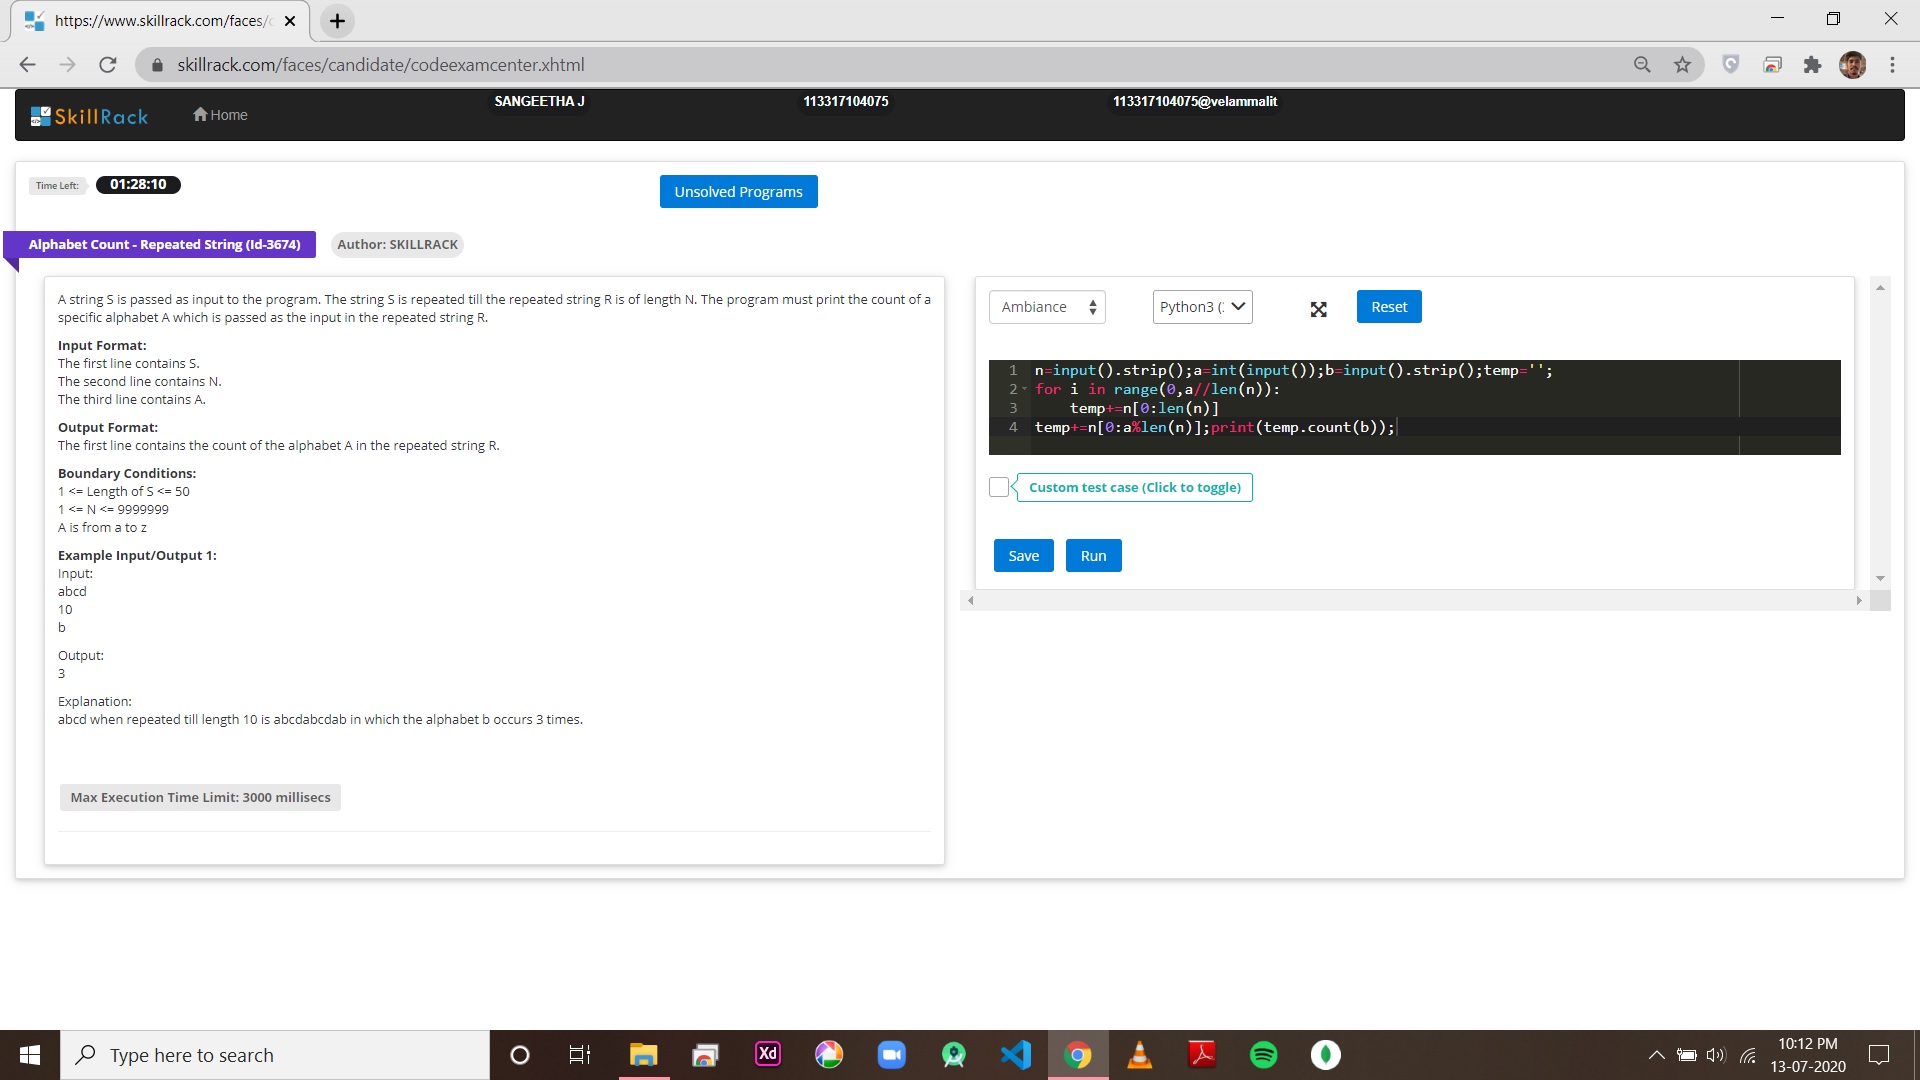 https://www.skillrack.com/faces/c
skillrack.com/faces/candidate/codeexamcenter.xhtml
SkillRack
Home
SANGEETHA J
113317104075
113317104075@velammalit
Time Left:
01:28:10
Unsolved Programs
Alphabet Count - Repeated String (Id-3674)
Author: SKILLRACK
A string S is passed as input to the program. The string S is repeated till the repeated string R is of length N. The program must print the count of a
specific alphabet A which is passed as the input in the repeated string R.
Input Format:
The first line contains S.
The second line contains N.
The third line contains A.
Output Format:
The first line contains the count of the alphabet A in the repeated string R.
Boundary Conditions:
1 <= Length of S <= 50
1 <= N <= 9999999
A is from a to z
Example Input/Output 1:
Input:
abcd
10
b
Output:
3
Explanation:
abcd when repeated till length 10 is abcdabcdab in which the alphabet b occurs 3 times.
Max Execution Time Limit: 3000 millisecs
Ambiance
Python3 (:
Reset
1 n=input().strip();a=int(input());b=input().strip();temp='';
2 for i in range(0,a//len(n)):
3 temp+=n[0:len(n)]
4 temp+=n[0:a%len(n)];print(temp.count(b));
Custom test case (Click to toggle)
Save
Run
Type here to search
Xd
10:12 PM
13-07-2020